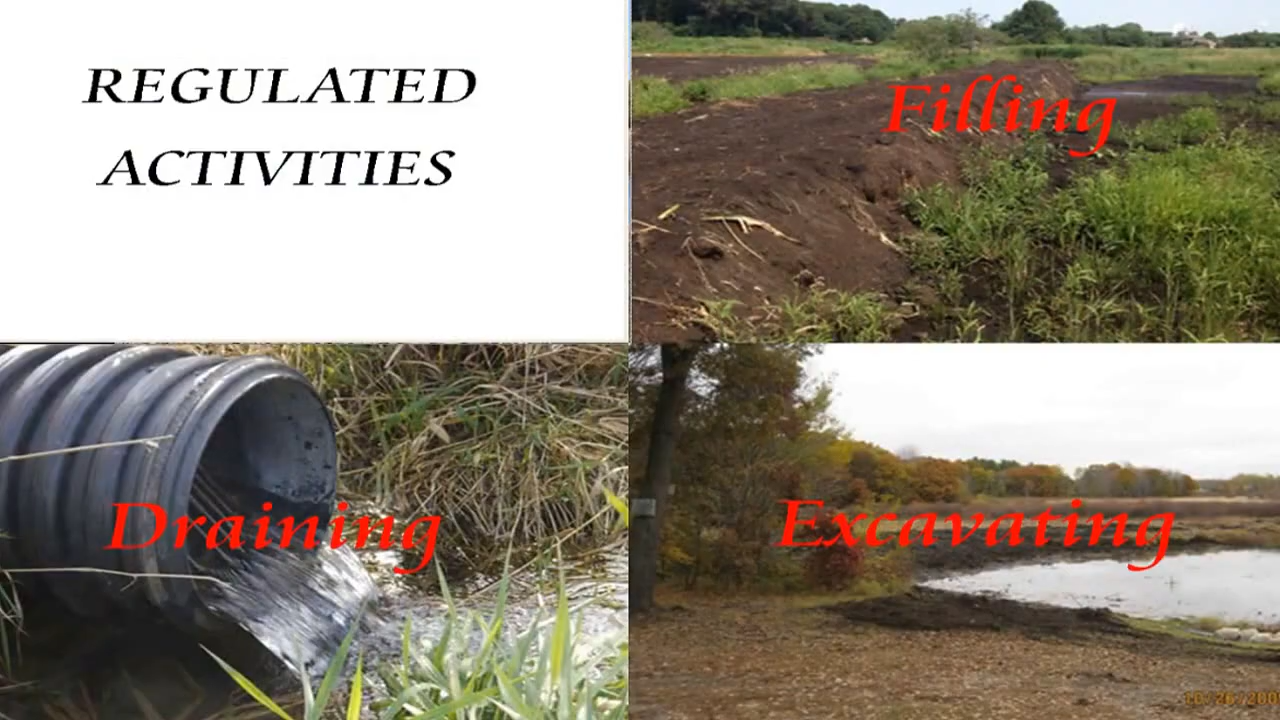 REGULATED
ACTIVITIES
Filling
Draining
Excavating